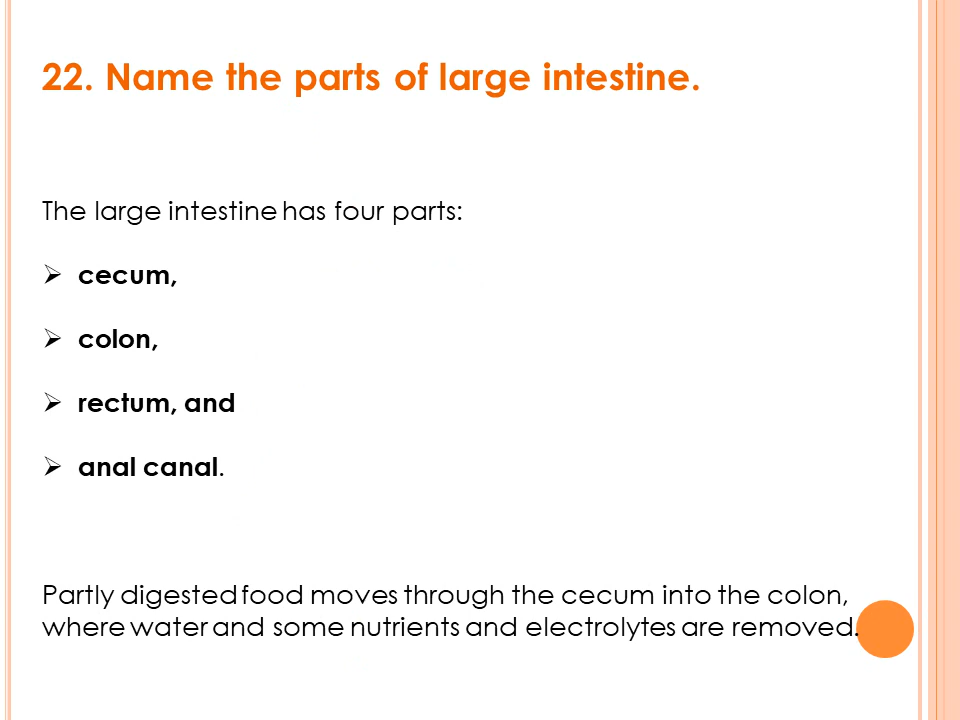 22. Name the parts of large intestine.
The large intestine has four parts:
➢ cecum,
➢ colon,
➢ rectum, and
➢ anal canal.
Partly digested food moves through the cecum into the colon,
where water and some nutrients and electrolytes are removed.